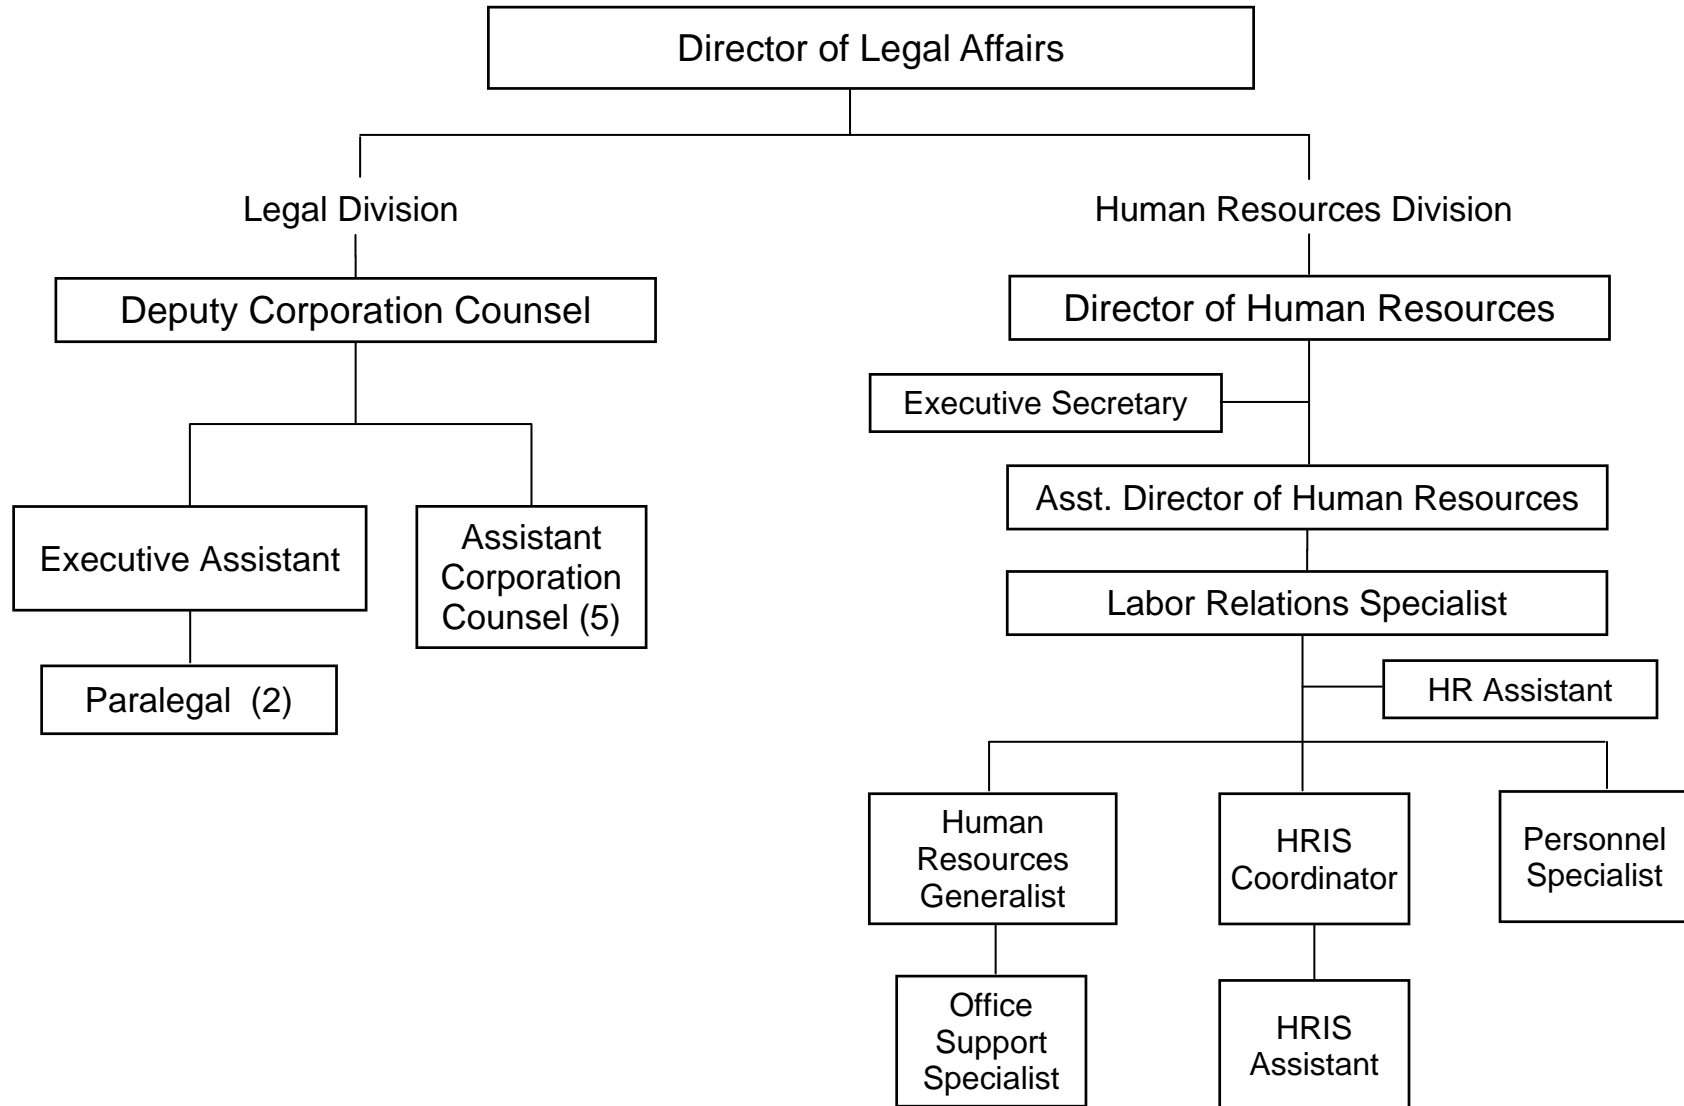 Director of Legal Affairs
Legal Division
Human Resources Division
Deputy Corporation Counsel
Director of Human Resources
Executive Secretary
Asst. Director of Human Resources
Executive Assistant
Assistant
Corporation
Counsel (5)
Labor Relations Specialist
Paralegal (2)
HR Assistant
Human
Resources
Generalist
HRIS
Coordinator
Personnel
Specialist
Office
Support
Specialist
HRIS
Assistant